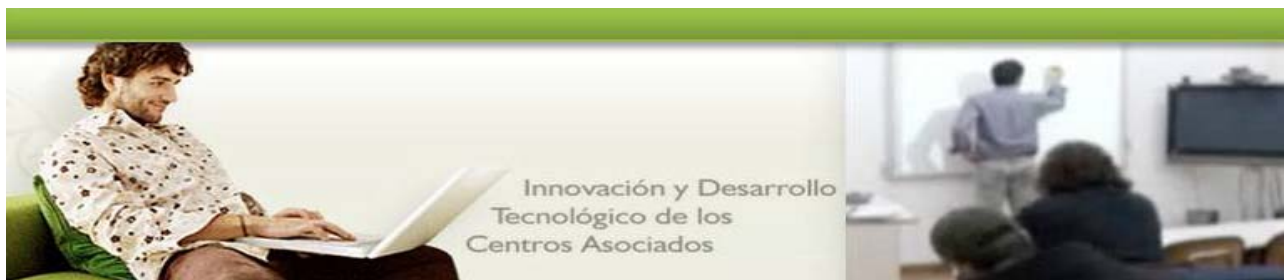 Innovación y Desarrollo
Tecnológico de los
Centros Asociados